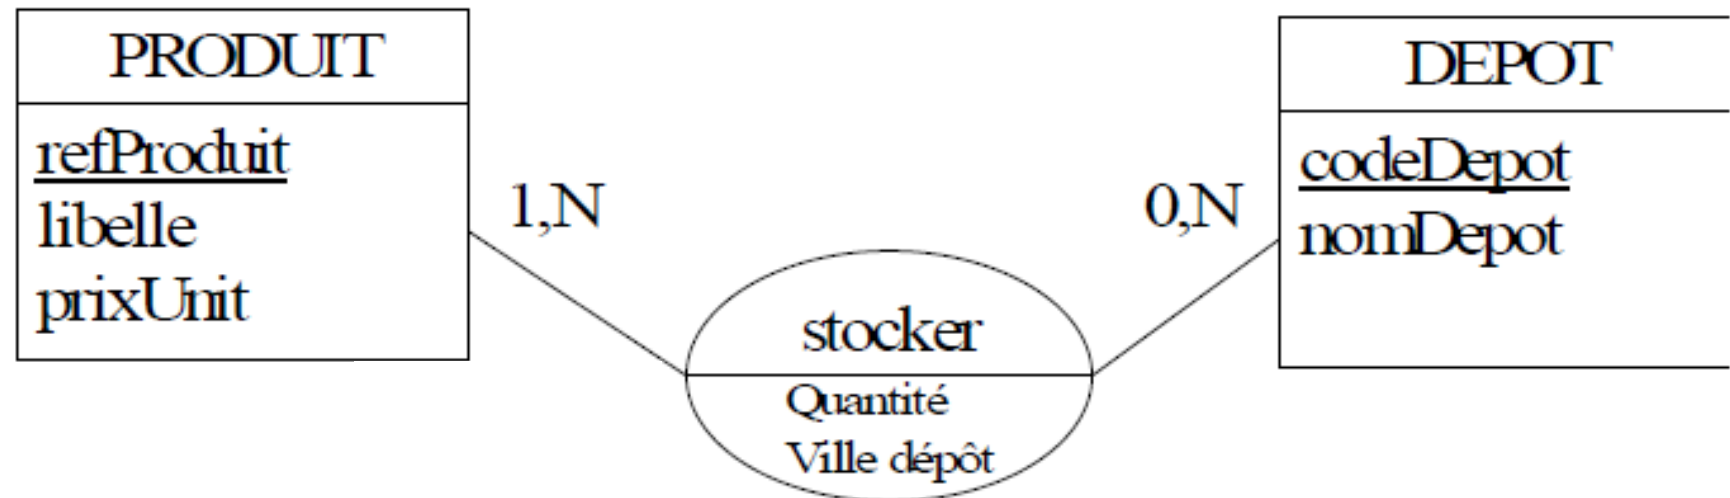 PRODUIT
refProduit
libelle
prixUnit
1,N
stocker
Quantité
Ville dépôt
0,N
DEPOT
codeDepot
nomDepot